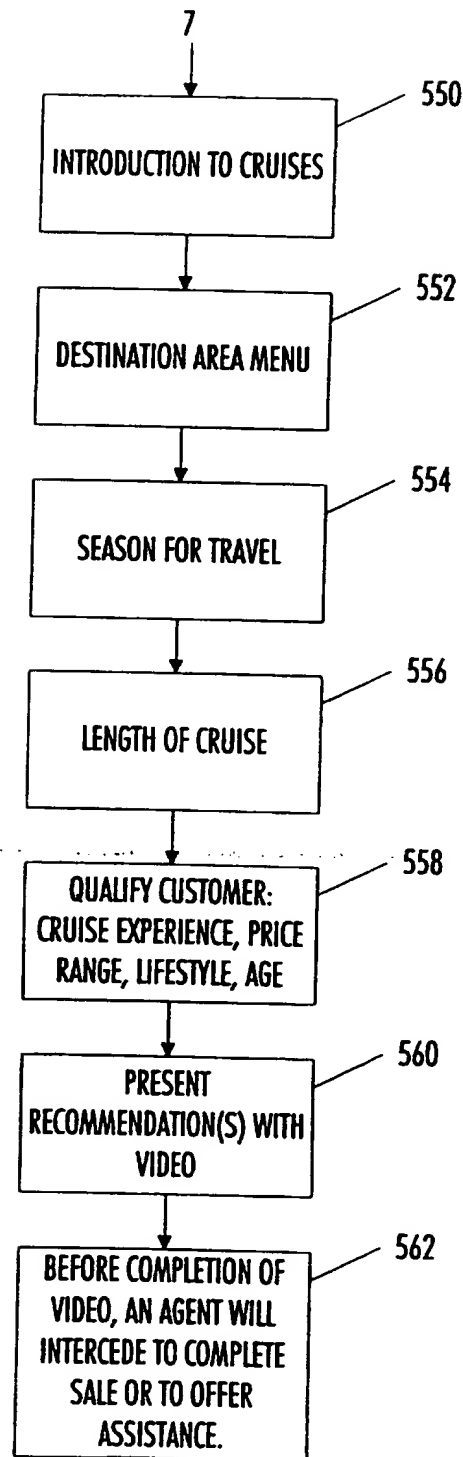 7
550
INTRODUCTION TO CRUISES
552
DESTINATION AREA MENU
554
SEASON FOR TRAVEL
556
LENGTH OF CRUISE
558
QUALIFY CUSTOMER:
CRUISE EXPERIENCE, PRICE
RANGE, LIFESTYLE, AGE
560
PRESENT
RECOMMENDATION(S) WITH
VIDEO
562
BEFORE COMPLETION OF
VIDEO, AN AGENT WILL
INTERCEDE TO COMPLETE
SALE OR TO OFFER
ASSISTANCE.